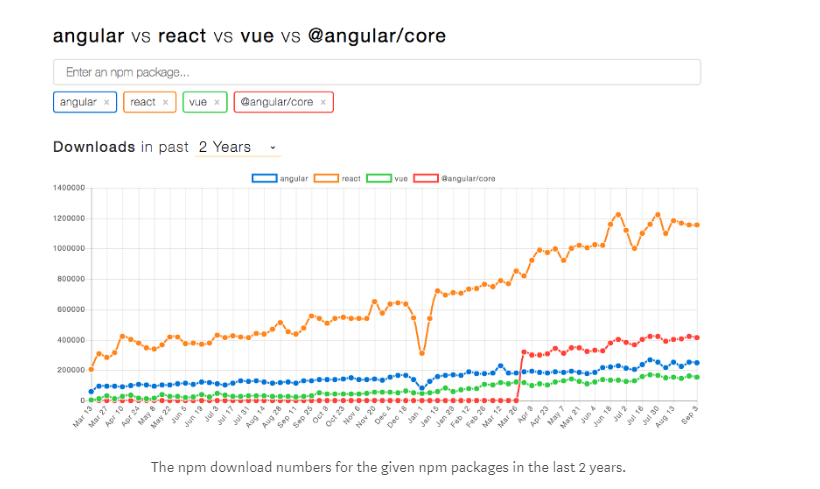 angular vs react vs vue vs @angular/core
Enter an npm package...
angular × react × vue × @angular/core ×
Downloads in past 2 Years
angular react vue @angular/core
1400000
1200000
1000000
800000
600000
400000
200000
0
Mar 13 Mar 27 Apr 10 Apr 24 May 8 May 22 Jun 5 Jun 19 Jul 3 Jul 17 Jul 31 Aug 14 Aug 28 Sep 11 Sep 25 Oct 9 Oct 23 Nov 6 Nov 20 Dec 4 Dec 18 Jan 1 Jan 15 Jan 29 Feb 12 Feb 26 Mar 12 Mar 26 Apr 9 Apr 23 May 7 May 21 Jun 4 Jun 18 Jul 2 Jul 16 Jul 30 Aug 13 Sep 3
The npm download numbers for the given npm packages in the last 2 years.